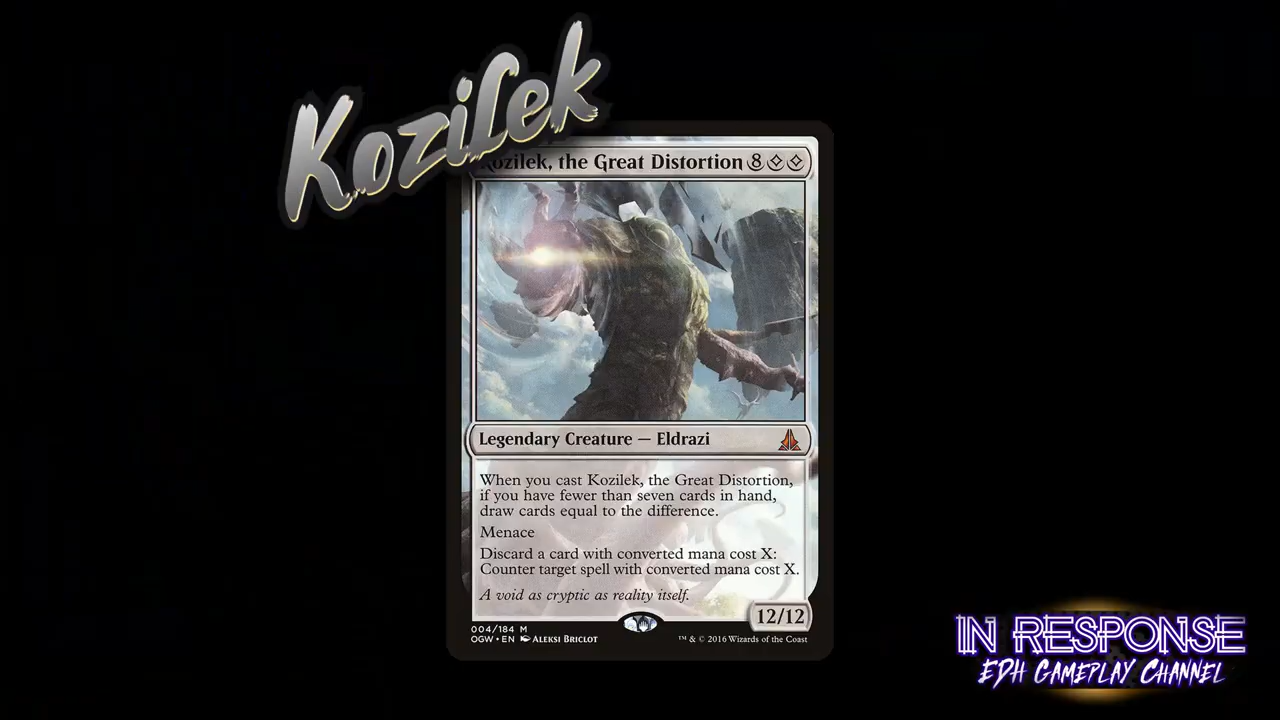 Kozilek
Kozilek, the Great Distortion 8
Legendary Creature — Eldrazi
When you cast Kozilek, the Great Distortion,
if you have fewer than seven cards in hand,
draw cards equal to the difference.
Menace
Discard a card with converted mana cost X:
Counter target spell with converted mana cost X.
A void as cryptic as reality itself.
12/12
004/184 M
OGW • EN ALEKSI BRICLOT
™ & © 2016 Wizards of the Coast
IN RESPONSE
EDH GAMEPLAY CHANNEL